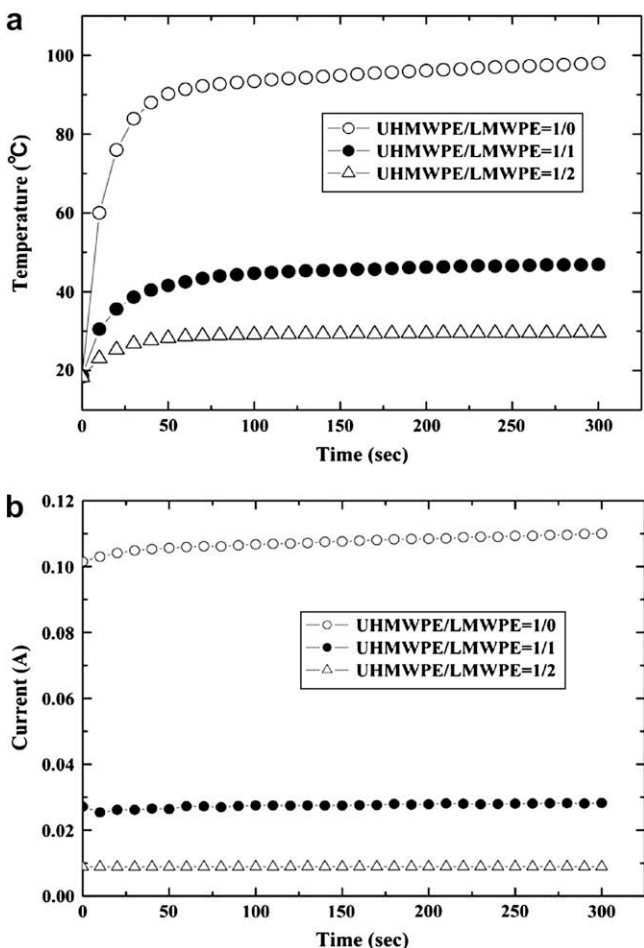 a
100
80
60
40
20
Temperature (℃)
UHMWPE/LMWPE=1/0
UHMWPE/LMWPE=1/1
UHMWPE/LMWPE=1/2
0 50 100 150 200 250 300
Time (sec)
b
0.12
0.10
0.08
0.06
0.04
0.02
0.00
Current (A)
UHMWPE/LMWPE=1/0
UHMWPE/LMWPE=1/1
UHMWPE/LMWPE=1/2
0 50 100 150 200 250 300
Time (sec)